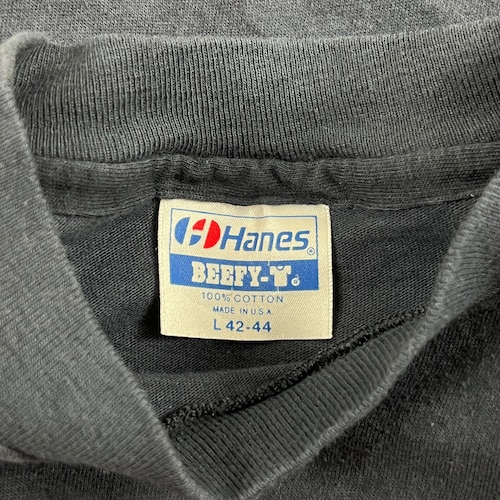 Hanes®
BEEFY-T®
100% COTTON
MADE IN U.S.A.
L 42-44